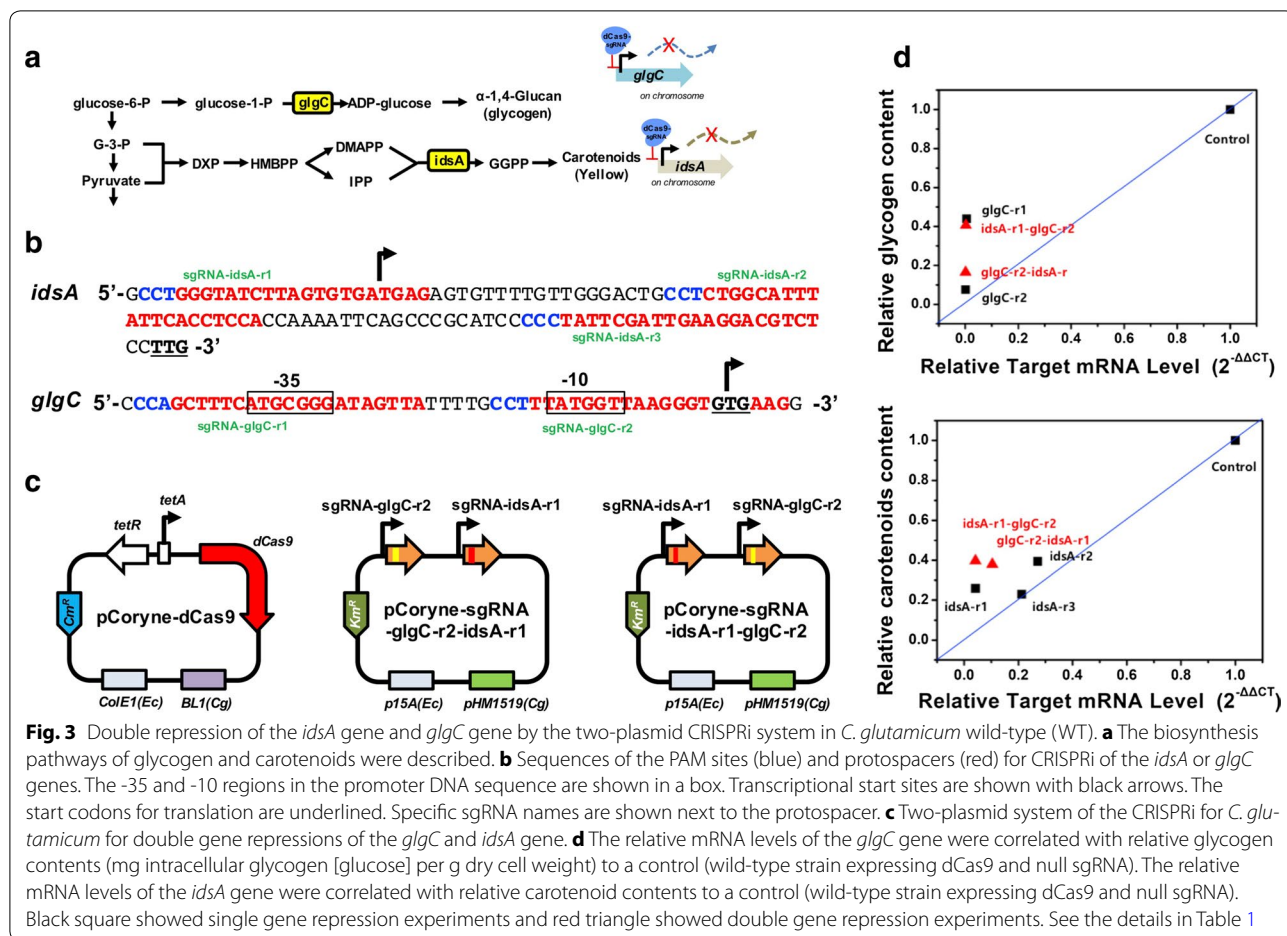 a
dCas9-
sgRNA
X
glgC
on chromosome
glucose-6-P glucose-1-P glgC ADP-glucose α-1,4-Glucan
(glycogen)
G-3-P
Pyruvate
DXP HMBPP
DMAPP
IPP
idsA GGPP Carotenoids
(Yellow)
dCas9-
sgRNA
X
idsA
on chromosome
b
sgRNA-idsA-r1 sgRNA-idsA-r2
idsA 5'-GCCTGGGTATCTTAGTGTGATGAGAGTGTTTTGTTGGGACTGCCTCTGGCATTT
ATTCACCTCCACCAAAATTCAGCCCGCATCCCCCTATTCGATTGAAGGACGTCT
sgRNA-idsA-r3
CCTTG -3'
-35 -10
glgC 5'-CCCAGCTTTCATGCGGGATAGTTATTTTGCCTTTATGGTTAAGGGTGTGAAGG -3'
sgRNA-glgC-r1 sgRNA-glgC-r2
c
tetR tetA dCas9
CmR
pCoryne-dCas9
ColE1(Ec) BL1(Cg)
sgRNA-glgC-r2 sgRNA-idsA-r1
KmR
pCoryne-sgRNA
-glgC-r2-idsA-r1
p15A(Ec) pHM1519(Cg)
sgRNA-idsA-r1 sgRNA-glgC-r2
KmR
pCoryne-sgRNA
-idsA-r1-glgC-r2
p15A(Ec) pHM1519(Cg)
d
Relative glycogen content
1.0
0.8
0.6
0.4
0.2
0.0
Control
glgC-r1
idsA-r1-glgC-r2
glgC-r2-idsA-r
glgC-r2
0.0 0.2 0.4 0.6 0.8 1.0
Relative Target mRNA Level (2-ΔΔCT)
Relative carotenoids content
1.0
0.8
0.6
0.4
0.2
0.0
Control
idsA-r1-glgC-r2
glgC-r2-idsA-r1
idsA-r2
idsA-r1
idsA-r3
0.0 0.2 0.4 0.6 0.8 1.0
Relative Target mRNA Level (2-ΔΔCT)
Fig. 3 Double repression of the idsA gene and glgC gene by the two-plasmid CRISPRi system in C. glutamicum wild-type (WT). a The biosynthesis
pathways of glycogen and carotenoids were described. b Sequences of the PAM sites (blue) and protospacers (red) for CRISPRi of the idsA or glgC
genes. The -35 and -10 regions in the promoter DNA sequence are shown in a box. Transcriptional start sites are shown with black arrows. The
start codons for translation are underlined. Specific sgRNA names are shown next to the protospacer. c Two-plasmid system of the CRISPRi for C. glu-
tamicum for double gene repressions of the glgC and idsA gene. d The relative mRNA levels of the glgC gene were correlated with relative glycogen
contents (mg intracellular glycogen [glucose] per g dry cell weight) to a control (wild-type strain expressing dCas9 and null sgRNA). The relative
mRNA levels of the idsA gene were correlated with relative carotenoid contents to a control (wild-type strain expressing dCas9 and null sgRNA).
Black square showed single gene repression experiments and red triangle showed double gene repression experiments. See the details in Table 1